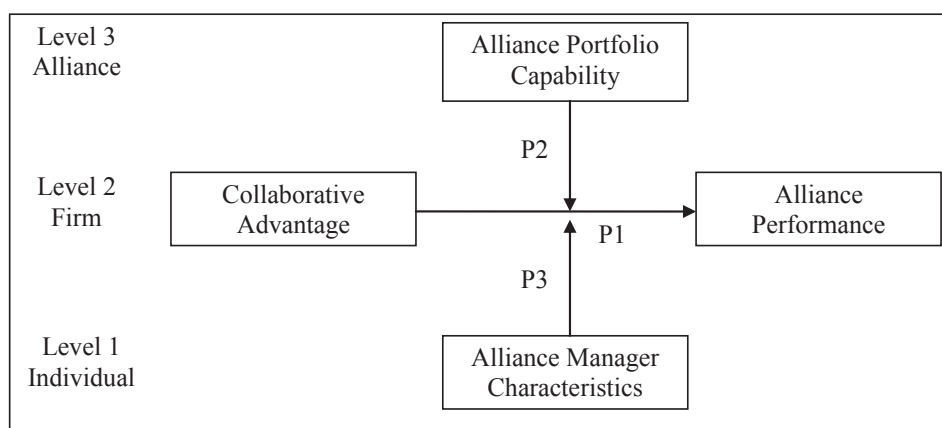 Level 3
Alliance
Alliance Portfolio
Capability
P2
Level 2
Firm
Collaborative
Advantage
Alliance
Performance
P1
P3
Level 1
Individual
Alliance Manager
Characteristics